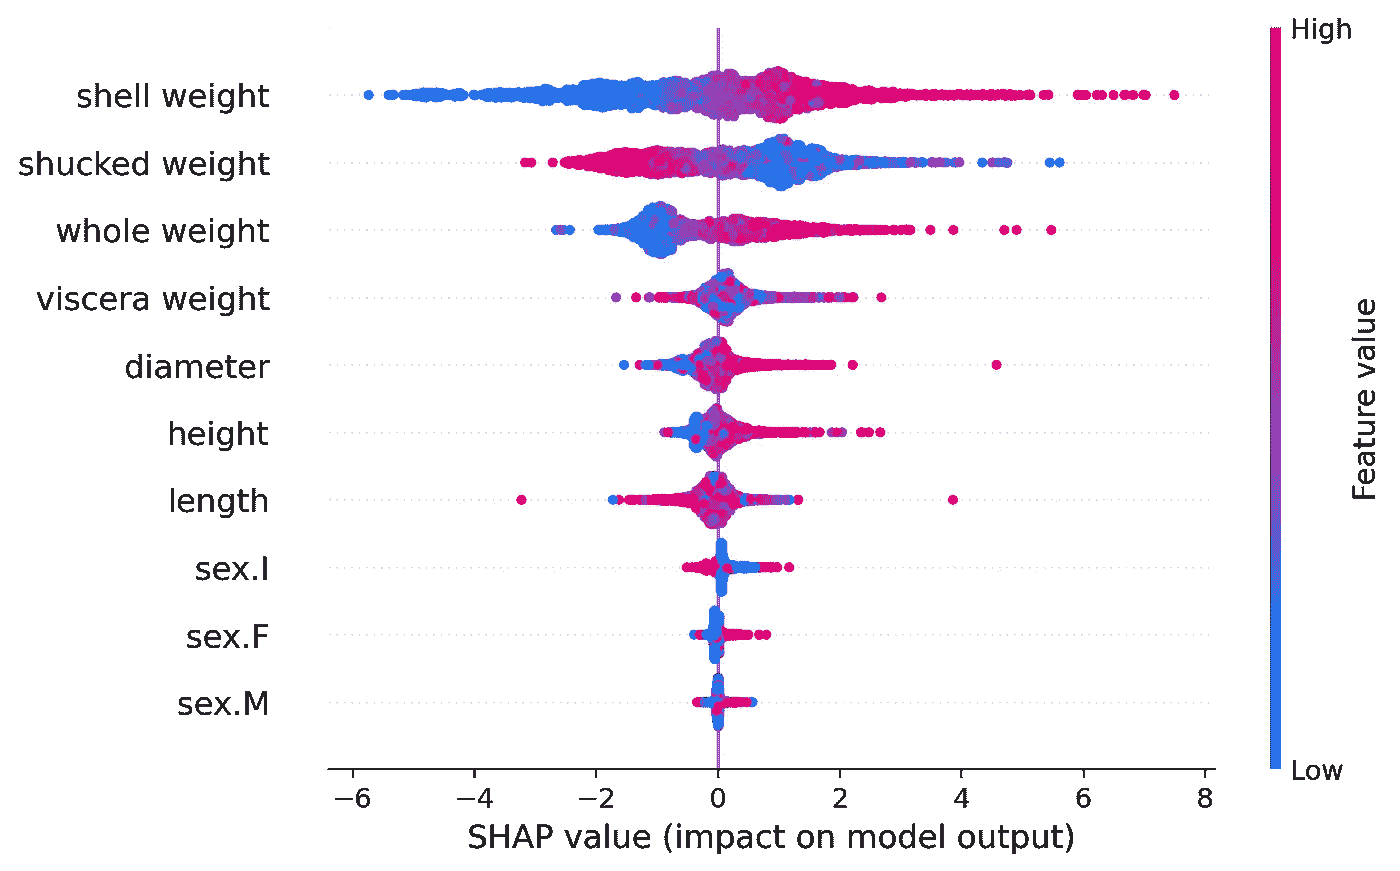 High
shell weight
shucked weight
whole weight
viscera weight
diameter
height
length
sex.I
sex.F
sex.M
Feature value
Low
−6 −4 −2 0 2 4 6 8
SHAP value (impact on model output)